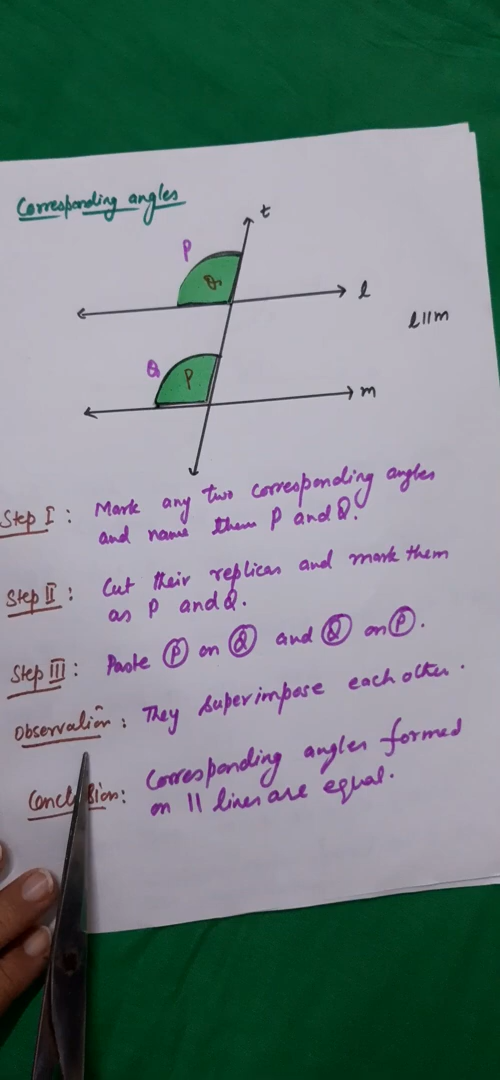 Corresponding angles
t
P
Q
l
l || m
Q
P
m
Step I : Mark any two corresponding angles
and name them P and Q.
Step II : Cut their replicas and mark them
as P and Q.
Step III : Paste P on Q and Q on P.
Observation : They superimpose each other.
Conclusion : Corresponding angles formed
on || lines are equal.